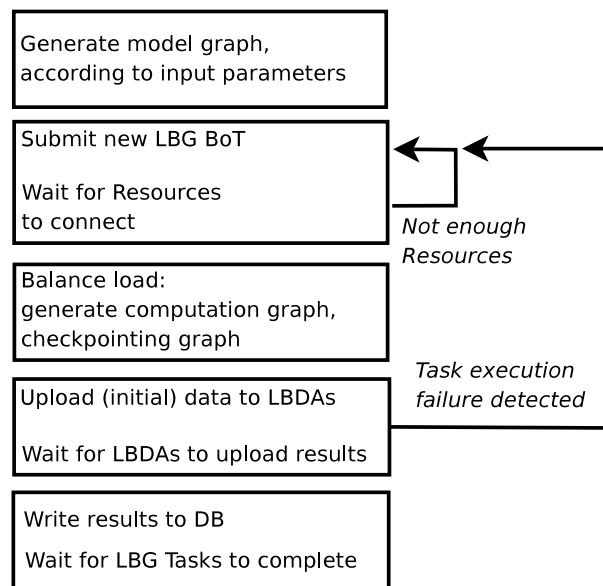 Generate model graph,
according to input parameters
Submit new LBG BoT
Wait for Resources
to connect
Not enough
Resources
Balance load:
generate computation graph,
checkpointing graph
Task execution
failure detected
Upload (initial) data to LBDAs
Wait for LBDAs to upload results
Write results to DB
Wait for LBG Tasks to complete